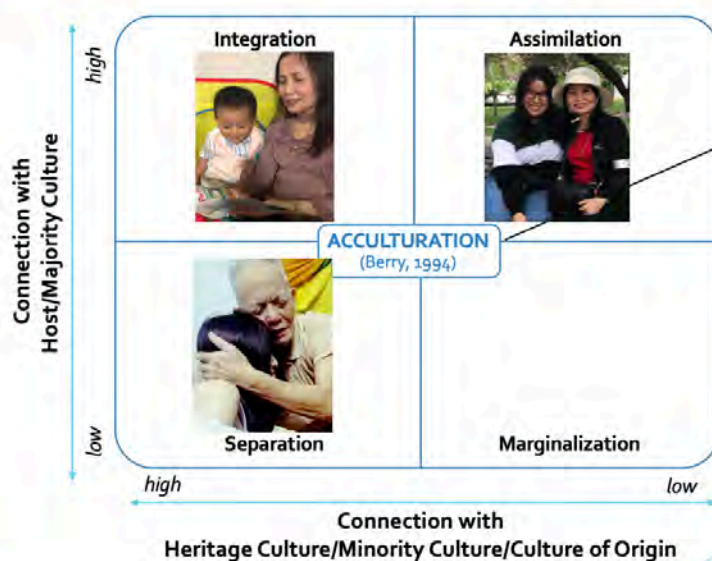 Integration
Assimilation
high
Connection with
Host/Majority Culture
ACCULTURATION
(Berry, 1994)
low
Separation
Marginalization
high
low
Connection with
Heritage Culture/Minority Culture/Culture of Origin